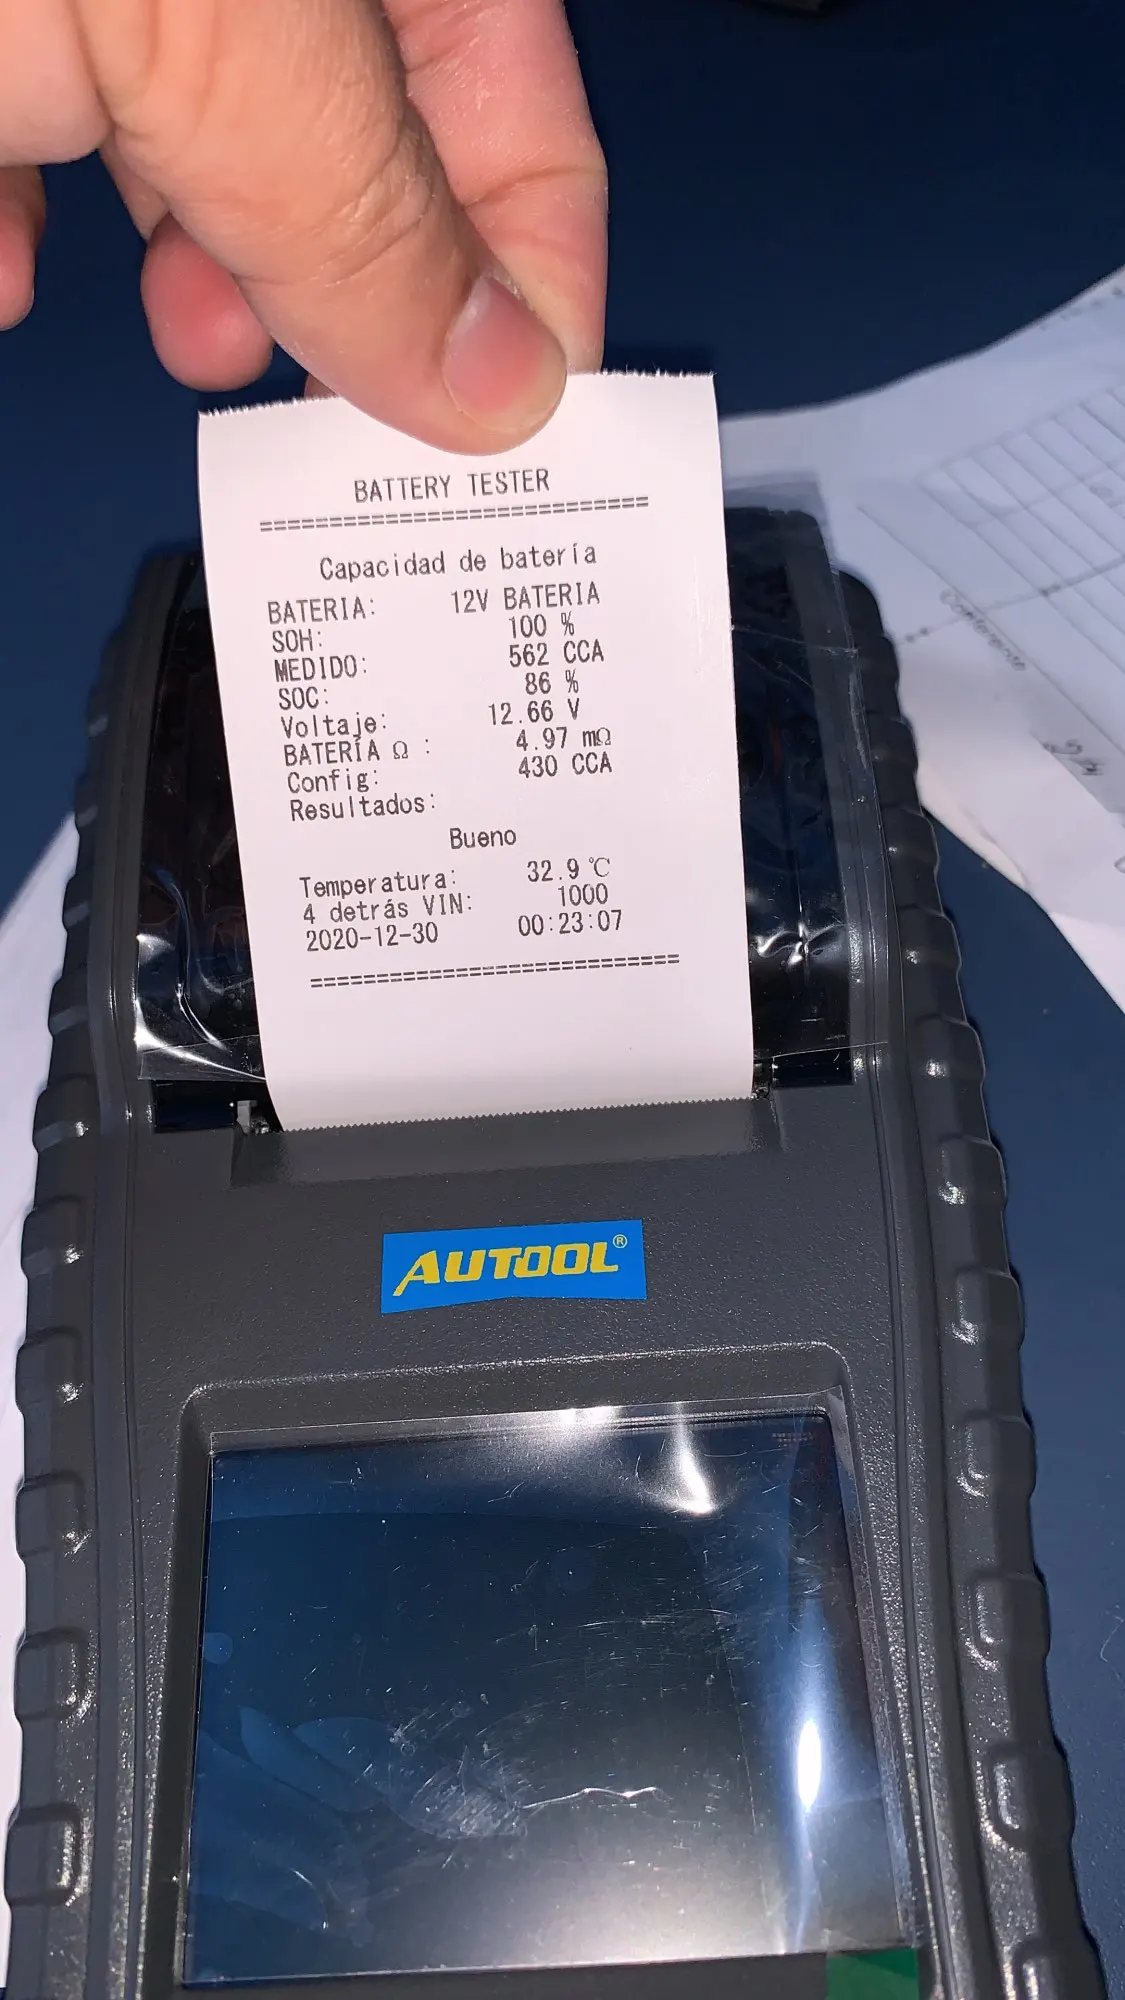 BATTERY TESTER
============================
Capacidad de batería
BATERIA: 12V BATERIA
SOH: 100 %
MEDIDO: 562 CCA
SOC: 86 %
Voltaje: 12.66 V
BATERÍA Ω : 4.97 mΩ
Config: 430 CCA
Resultados:
Bueno
Temperatura: 32.9 ℃
4 detrás VIN: 1000
2020-12-30 00:23:07
============================
Conferente
AUTOOL®